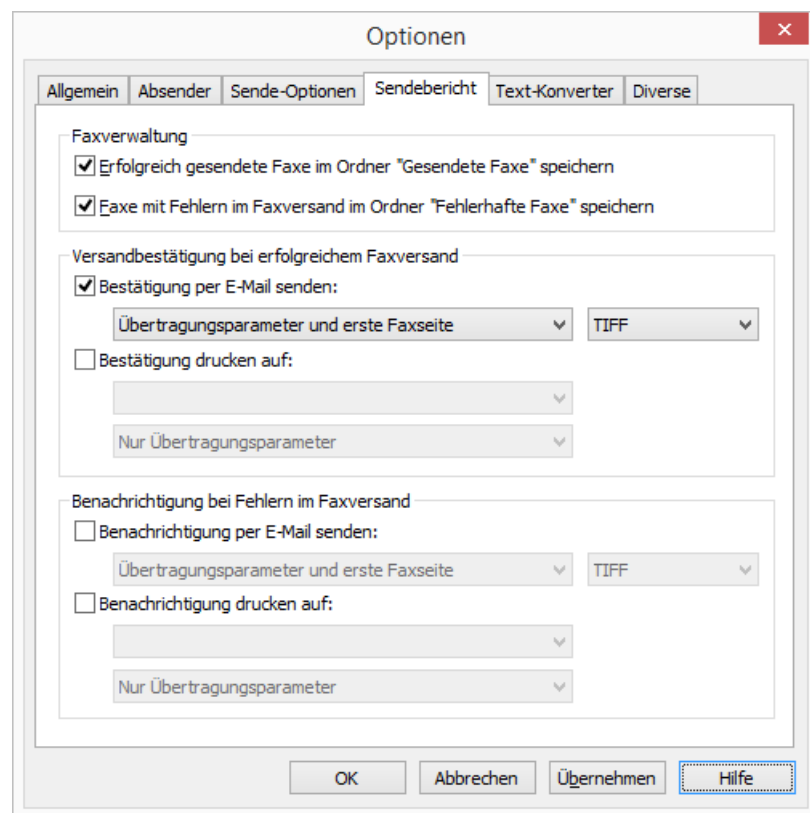 Optionen
Allgemein Absender Sende-Optionen Sendebericht Text-Konverter Diverse
Faxverwaltung
Erfolgreich gesendete Faxe im Ordner "Gesendete Faxe" speichern
Faxe mit Fehlern im Faxversand im Ordner "Fehlerhafte Faxe" speichern
Versandbestätigung bei erfolgreichem Faxversand
Bestätigung per E-Mail senden:
Übertragungsparameter und erste Faxseite TIFF
Bestätigung drucken auf:
Nur Übertragungsparameter
Benachrichtigung bei Fehlern im Faxversand
Benachrichtigung per E-Mail senden:
Übertragungsparameter und erste Faxseite TIFF
Benachrichtigung drucken auf:
Nur Übertragungsparameter
OK Abbrechen Übernehmen Hilfe